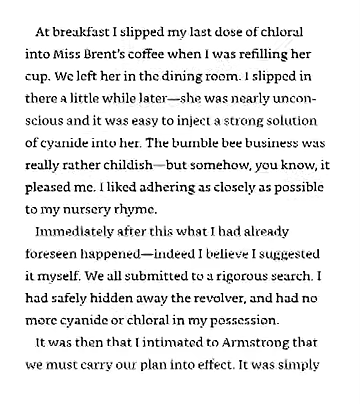 At breakfast I slipped my last dose of chloral
into Miss Brent's coffee when I was refilling her
cup. We left her in the dining room. I slipped in
there a little while later—she was nearly uncon-
scious and it was easy to inject a strong solution
of cyanide into her. The bumble bee business was
really rather childish—but somehow, you know, it
pleased me. I liked adhering as closely as possible
to my nursery rhyme.
Immediately after this what I had already
foreseen happened—indeed I believe I suggested
it myself. We all submitted to a rigorous search. I
had safely hidden away the revolver, and had no
more cyanide or chloral in my possession.
It was then that I intimated to Armstrong that
we must carry our plan into effect. It was simply